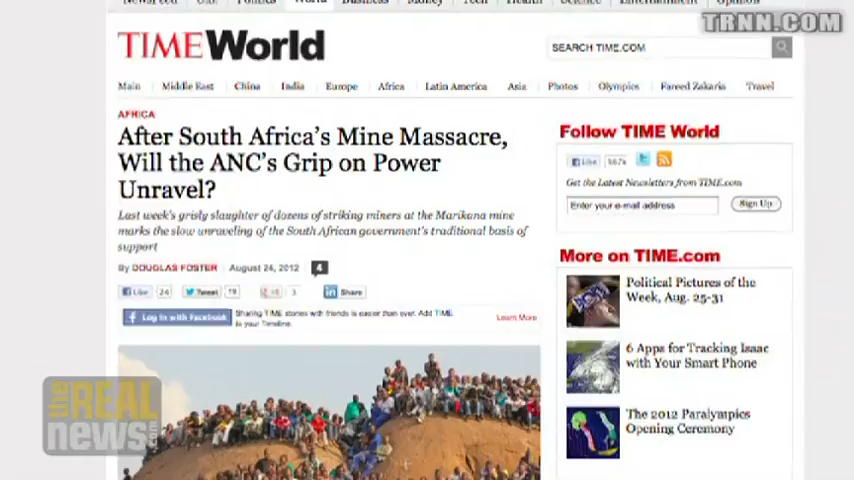 TRNN.COM
TIMEWorld
SEARCH TIME.COM
Main Middle East China India Europe Africa Latin America Asia Photos Olympics Fareed Zakaria Travel
AFRICA
After South Africa's Mine Massacre,
Will the ANC's Grip on Power
Unravel?
Last week's grisly slaughter of dozens of striking miners at the Marikana mine
marks the slow unraveling of the South African government's traditional basis of
support
By DOUGLAS FOSTER August 24, 2012 4
Like 24 Tweet 19 +1 3 Share
Log in with Facebook
Sharing TIME stories with friends is easier than ever. Add TIME
to your Timeline.
Learn More
Follow TIME World
Like 567k
Get the Latest Newsletters from TIME.com
Enter your e-mail address Sign Up
More on TIME.com
Political Pictures of the
Week, Aug. 25-31
6 Apps for Tracking Isaac
with Your Smart Phone
The 2012 Paralympics
Opening Ceremony
the REAL
news.com